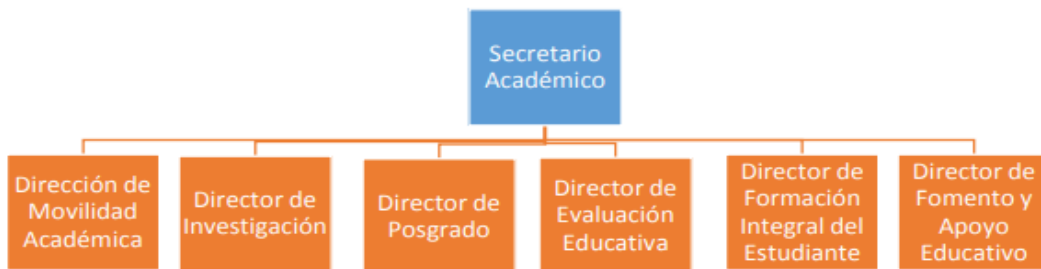 Secretario
Académico
Dirección de
Movilidad
Académica
Director de
Investigación
Director de
Posgrado
Director de
Evaluación
Educativa
Director de
Formación
Integral del
Estudiante
Director de
Fomento y
Apoyo
Educativo